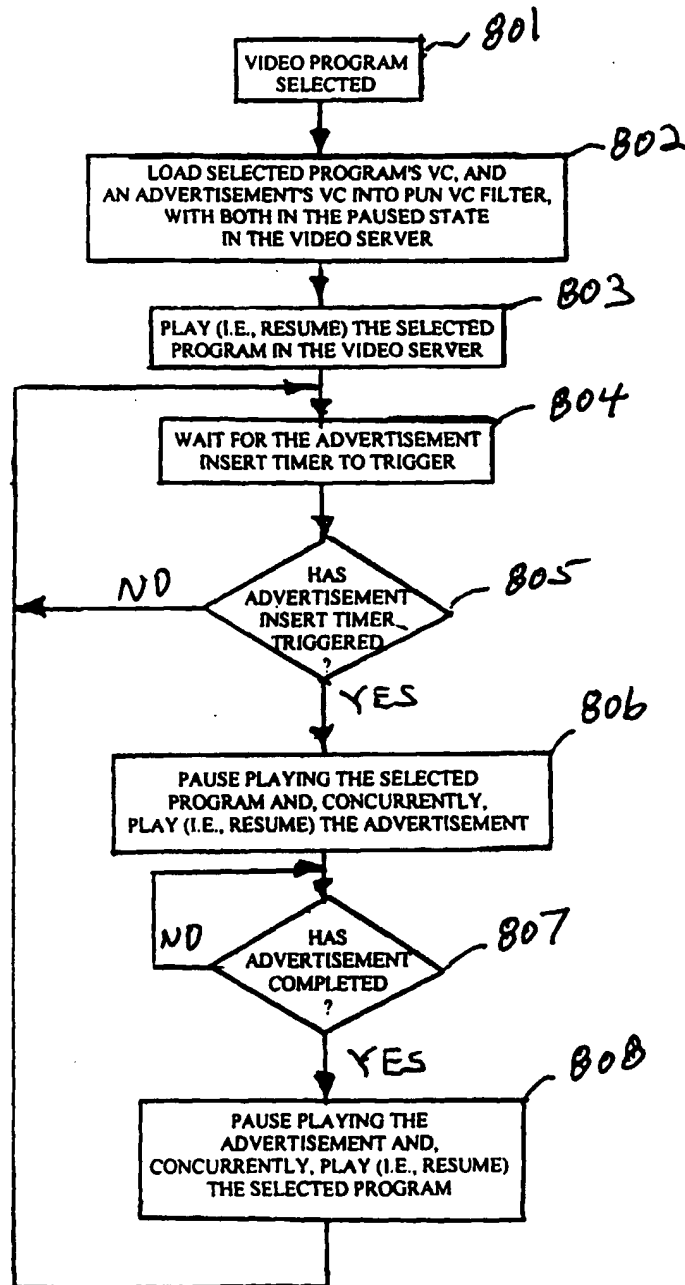 801
VIDEO PROGRAM
SELECTED
802
LOAD SELECTED PROGRAM'S VC, AND
AN ADVERTISEMENT'S VC INTO PUN VC FILTER,
WITH BOTH IN THE PAUSED STATE
IN THE VIDEO SERVER
803
PLAY (I.E., RESUME) THE SELECTED
PROGRAM IN THE VIDEO SERVER
804
WAIT FOR THE ADVERTISEMENT
INSERT TIMER TO TRIGGER
805
HAS
ADVERTISEMENT
INSERT TIMER
TRIGGERED
?
NO
YES
806
PAUSE PLAYING THE SELECTED
PROGRAM AND, CONCURRENTLY,
PLAY (I.E., RESUME) THE ADVERTISEMENT
807
HAS
ADVERTISEMENT
COMPLETED
?
NO
YES
808
PAUSE PLAYING THE
ADVERTISEMENT AND,
CONCURRENTLY, PLAY (I.E., RESUME)
THE SELECTED PROGRAM